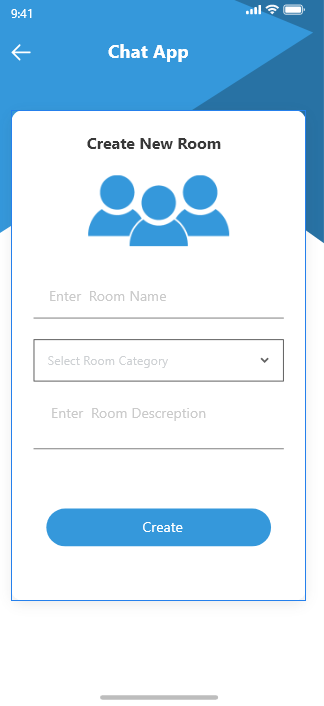 9:41
Chat App
Create New Room
Enter  Room Name
Select Room Category
Enter  Room Descreption
Create